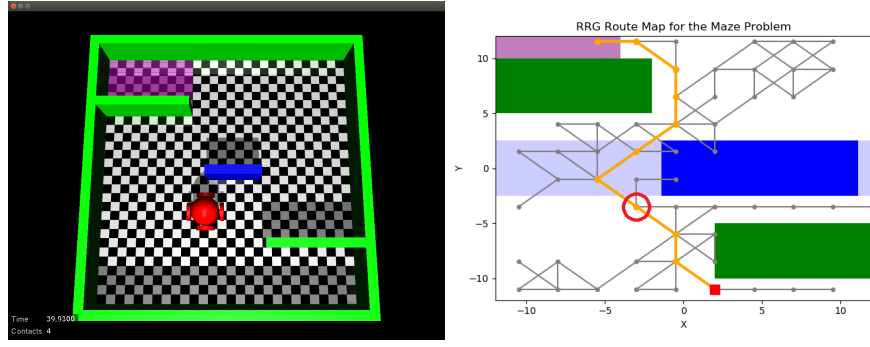 Time 39.9300
Contacts 4
RRG Route Map for the Maze Problem
10
5
0
−5
−10
Y
−10
−5
0
5
10
X